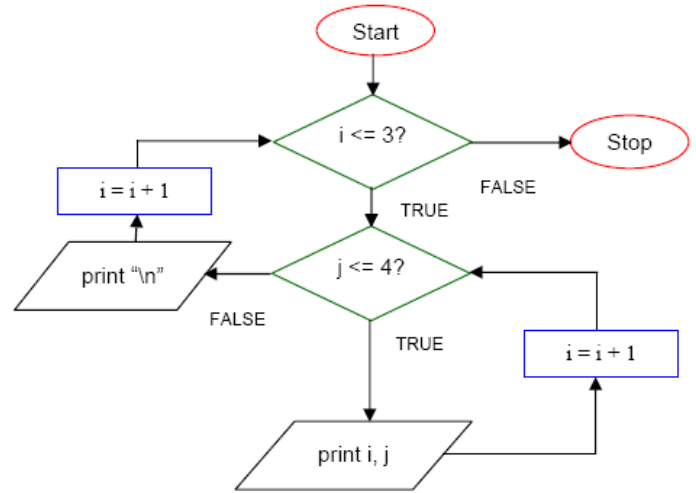 Start
i <= 3?
Stop
FALSE
TRUE
i = i + 1
j <= 4?
print “\n”
FALSE
TRUE
i = i + 1
print i, j